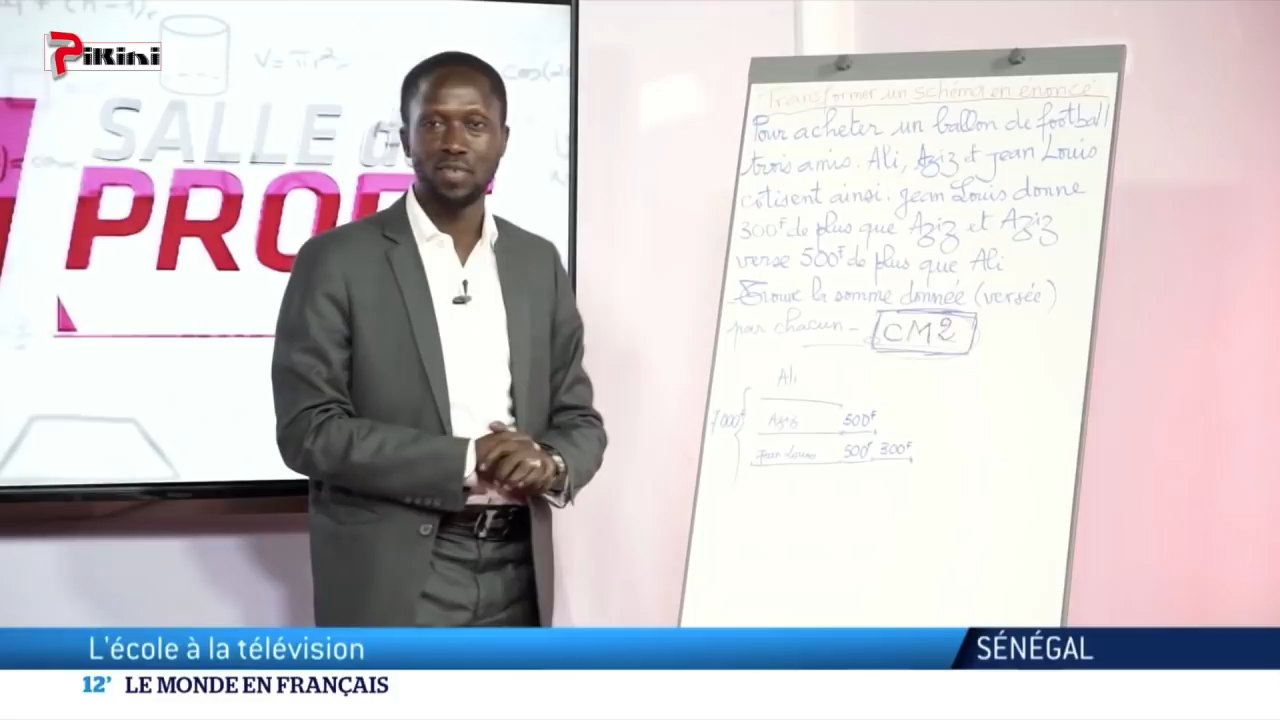 PiKini
V = πr²
SALLE de
PROF
Transformer un schéma en énoncé
Pour acheter un ballon de football
trois amis. Ali, Aziz et Jean Louis
cotisent ainsi. Jean Louis donne
300F de plus que Aziz et Aziz
verse 500F de plus que Ali
Trouve la somme donnée (versée)
par chacun -
CM2
Ali
7000F
Aziz 500F
Jean Louis 500F 300F
L'école à la télévision
SÉNÉGAL
12' LE MONDE EN FRANÇAIS